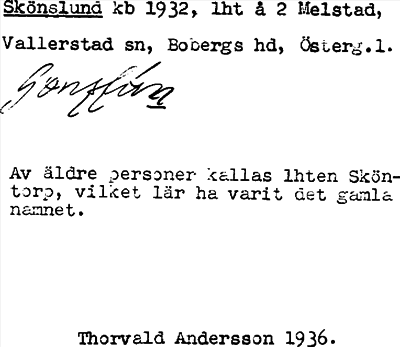 Skönslund kb 1932, lht å 2 Melstad,
Vallerstad sn, Bobergs hd, Österg.l.
Av äldre personer kallas lhten Skön-
torp, vilket lär ha varit det gamla
namnet.
Thorvald Andersson 1936.